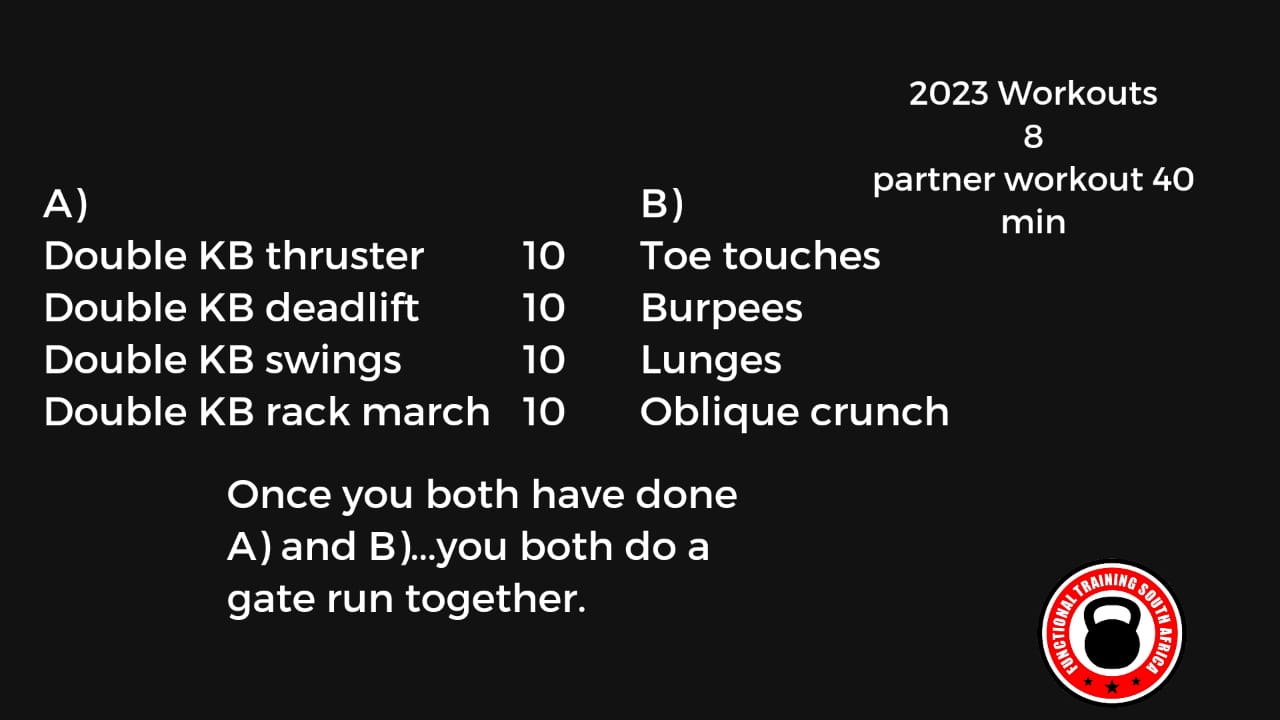 2023 Workouts
8
partner workout 40
min
A)
Double KB thruster 10
Double KB deadlift 10
Double KB swings 10
Double KB rack march 10
B)
Toe touches
Burpees
Lunges
Oblique crunch
Once you both have done
A) and B)...you both do a
gate run together.
FUNCTIONAL TRAINING SOUTH AFRICA